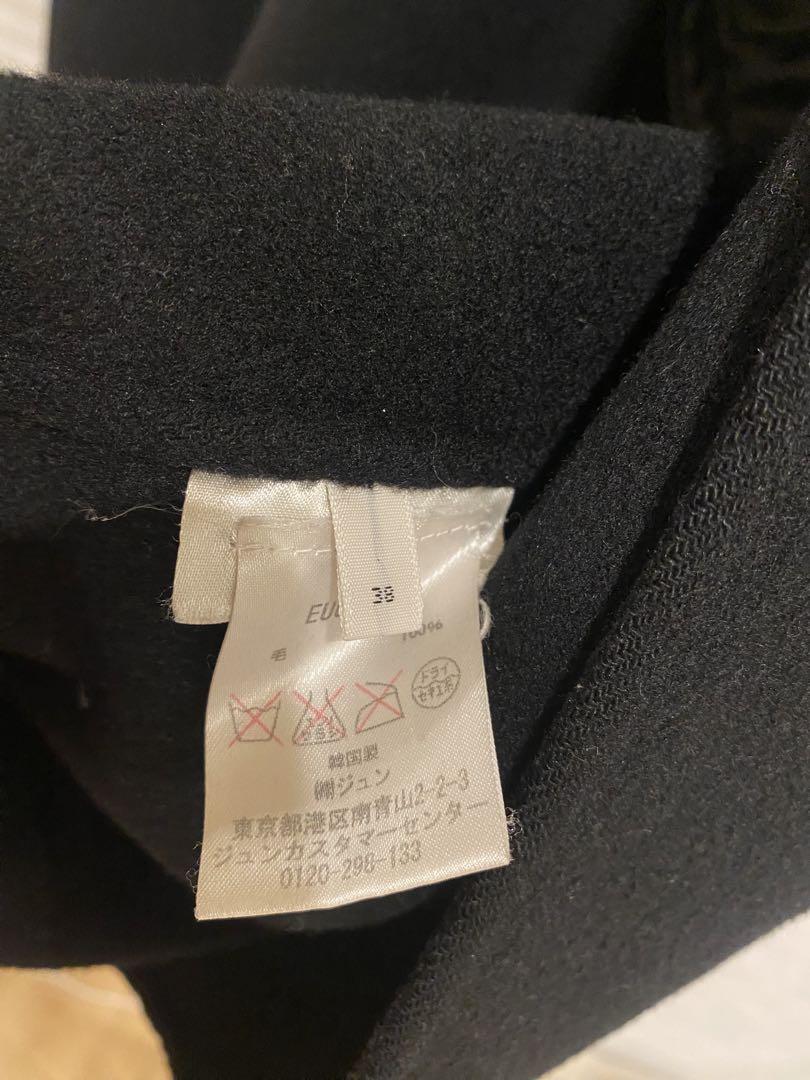 38
毛 100%
ドライ
セキユ系
韓国製
㈱ジュン
東京都港区南青山2-2-3
ジュンカスタマーセンター
0120-298-133